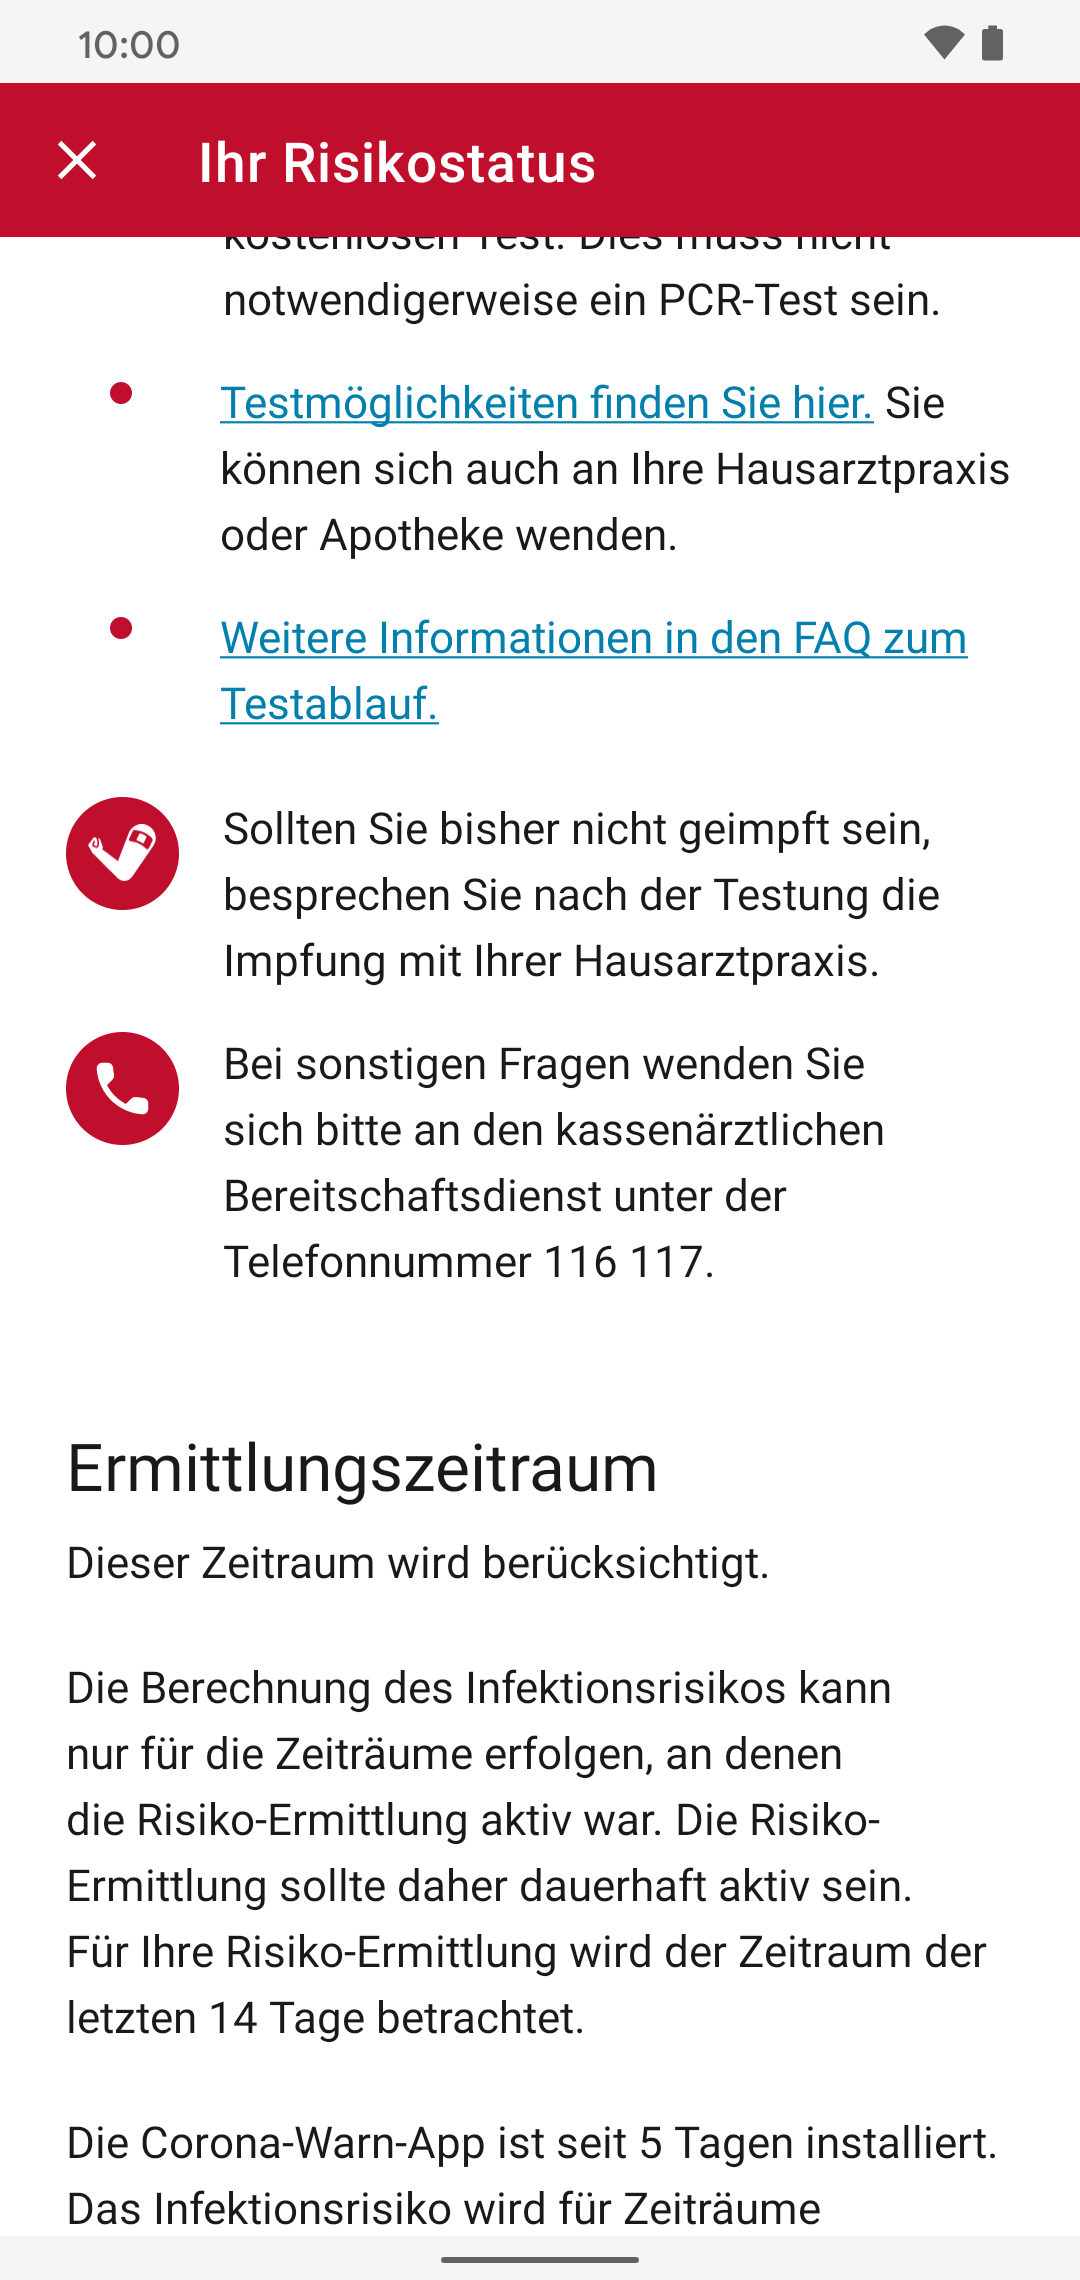 10:00
Ihr Risikostatus
kostenlosen Test. Dies muss nicht
notwendigerweise ein PCR-Test sein.
Testmöglichkeiten finden Sie hier. Sie
können sich auch an Ihre Hausarztpraxis
oder Apotheke wenden.
Weitere Informationen in den FAQ zum
Testablauf.
Sollten Sie bisher nicht geimpft sein,
besprechen Sie nach der Testung die
Impfung mit Ihrer Hausarztpraxis.
Bei sonstigen Fragen wenden Sie
sich bitte an den kassenärztlichen
Bereitschaftsdienst unter der
Telefonnummer 116 117.
Ermittlungszeitraum
Dieser Zeitraum wird berücksichtigt.
Die Berechnung des Infektionsrisikos kann
nur für die Zeiträume erfolgen, an denen
die Risiko-Ermittlung aktiv war. Die Risiko-
Ermittlung sollte daher dauerhaft aktiv sein.
Für Ihre Risiko-Ermittlung wird der Zeitraum der
letzten 14 Tage betrachtet.
Die Corona-Warn-App ist seit 5 Tagen installiert.
Das Infektionsrisiko wird für Zeiträume